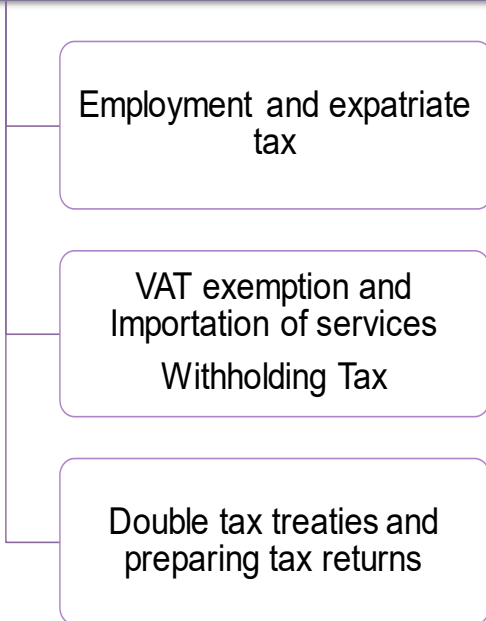 Employment and expatriate
tax
VAT exemption and
Importation of services
Withholding Tax
Double tax treaties and
preparing tax returns